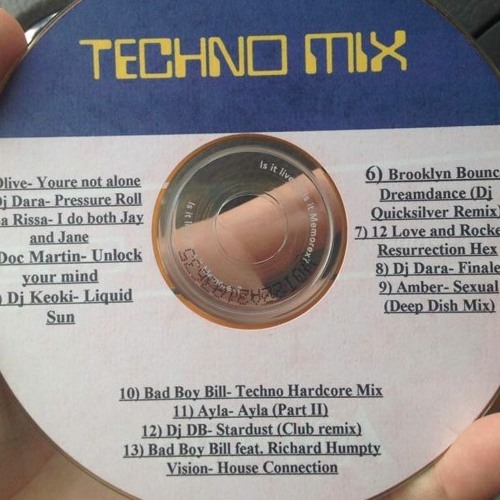 TECHNO MIX
Olive- Youre not alone
Dj Dara- Pressure Roll
a Rissa- I do both Jay
and Jane
Doc Martin- Unlock
your mind
) Dj Keoki- Liquid
Sun
Is it live
is it Memorex?
6) Brooklyn Bounc
Dreamdance (Dj
Quicksilver Remix)
7) 12 Love and Rocke
Resurrection Hex
8) Dj Dara- Finale
9) Amber- Sexual
(Deep Dish Mix)
10) Bad Boy Bill- Techno Hardcore Mix
11) Ayla- Ayla (Part II)
12) Dj DB- Stardust (Club remix)
13) Bad Boy Bill feat. Richard Humpty
Vision- House Connection